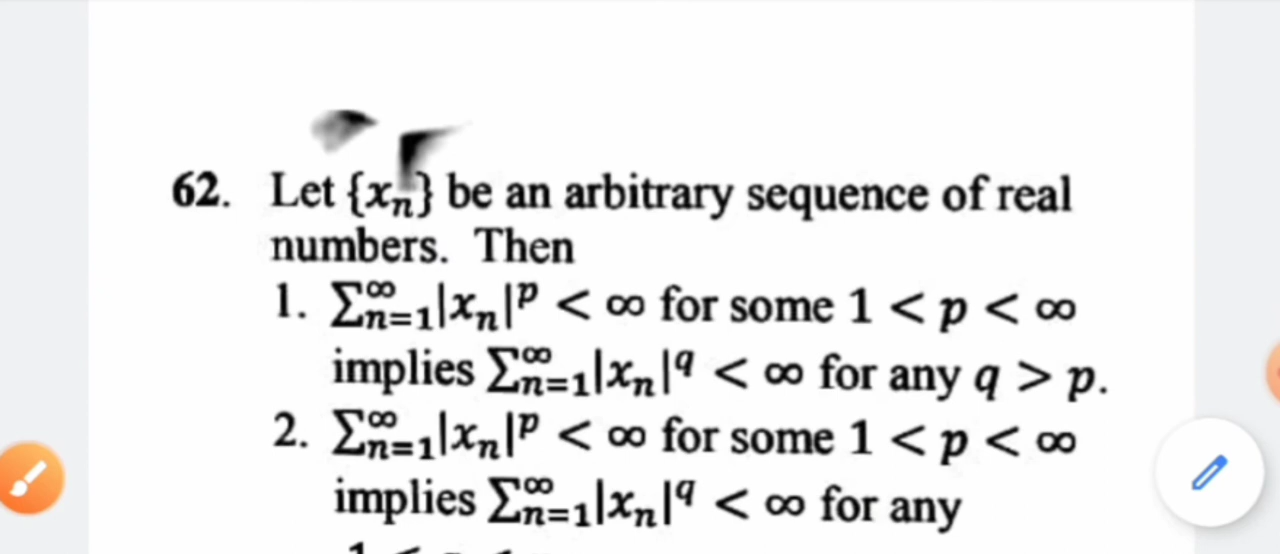 62. Let {xₙ} be an arbitrary sequence of real
numbers. Then
1. ∑ₙ₌₁^∞|xₙ|ᵖ < ∞ for some 1 < p < ∞
implies ∑ₙ₌₁^∞|xₙ|^q < ∞ for any q > p.
2. ∑ₙ₌₁^∞|xₙ|ᵖ < ∞ for some 1 < p < ∞
implies ∑ₙ₌₁^∞|xₙ|^q < ∞ for any